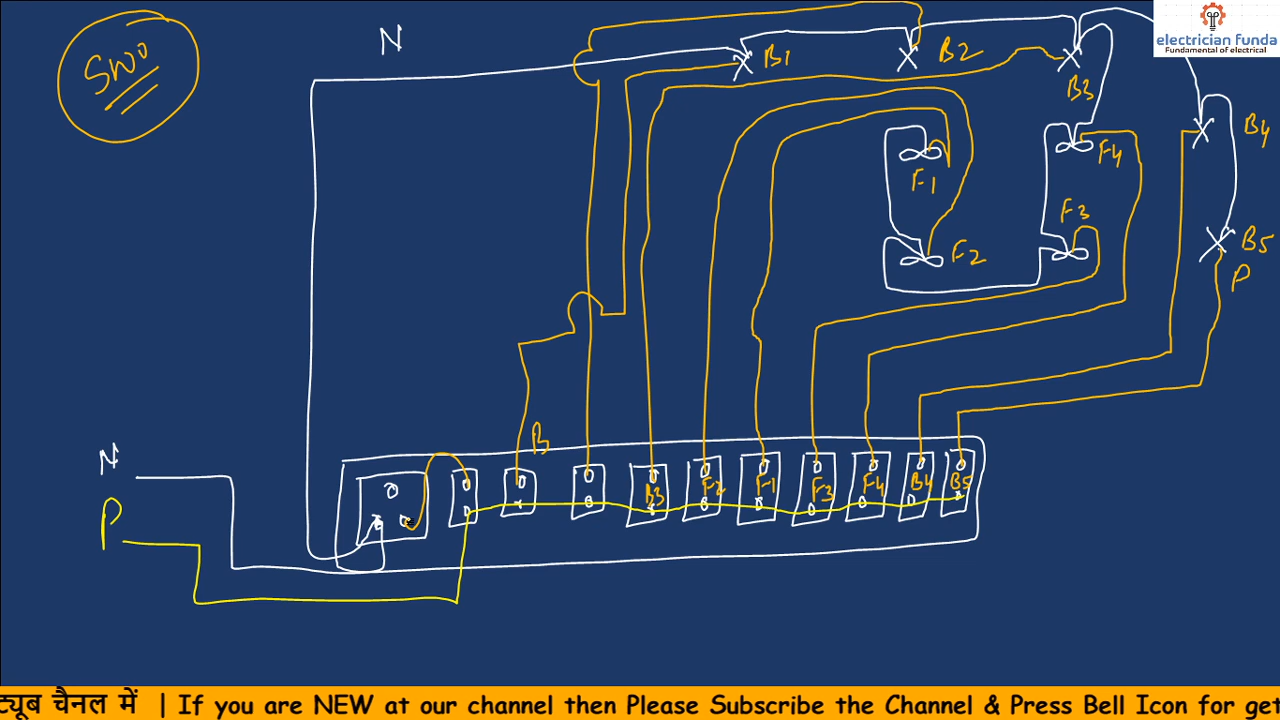 SWO
N
B1
B2
B3
electrician funda
Fundamental of electrical
B4
F1
F4
F2
F3
B5
P
N
P
B
B3
F2
F1
F3
F4
B4
B5
ट्यूब चैनल में | If you are NEW at our channel then Please Subscribe the Channel & Press Bell Icon for get